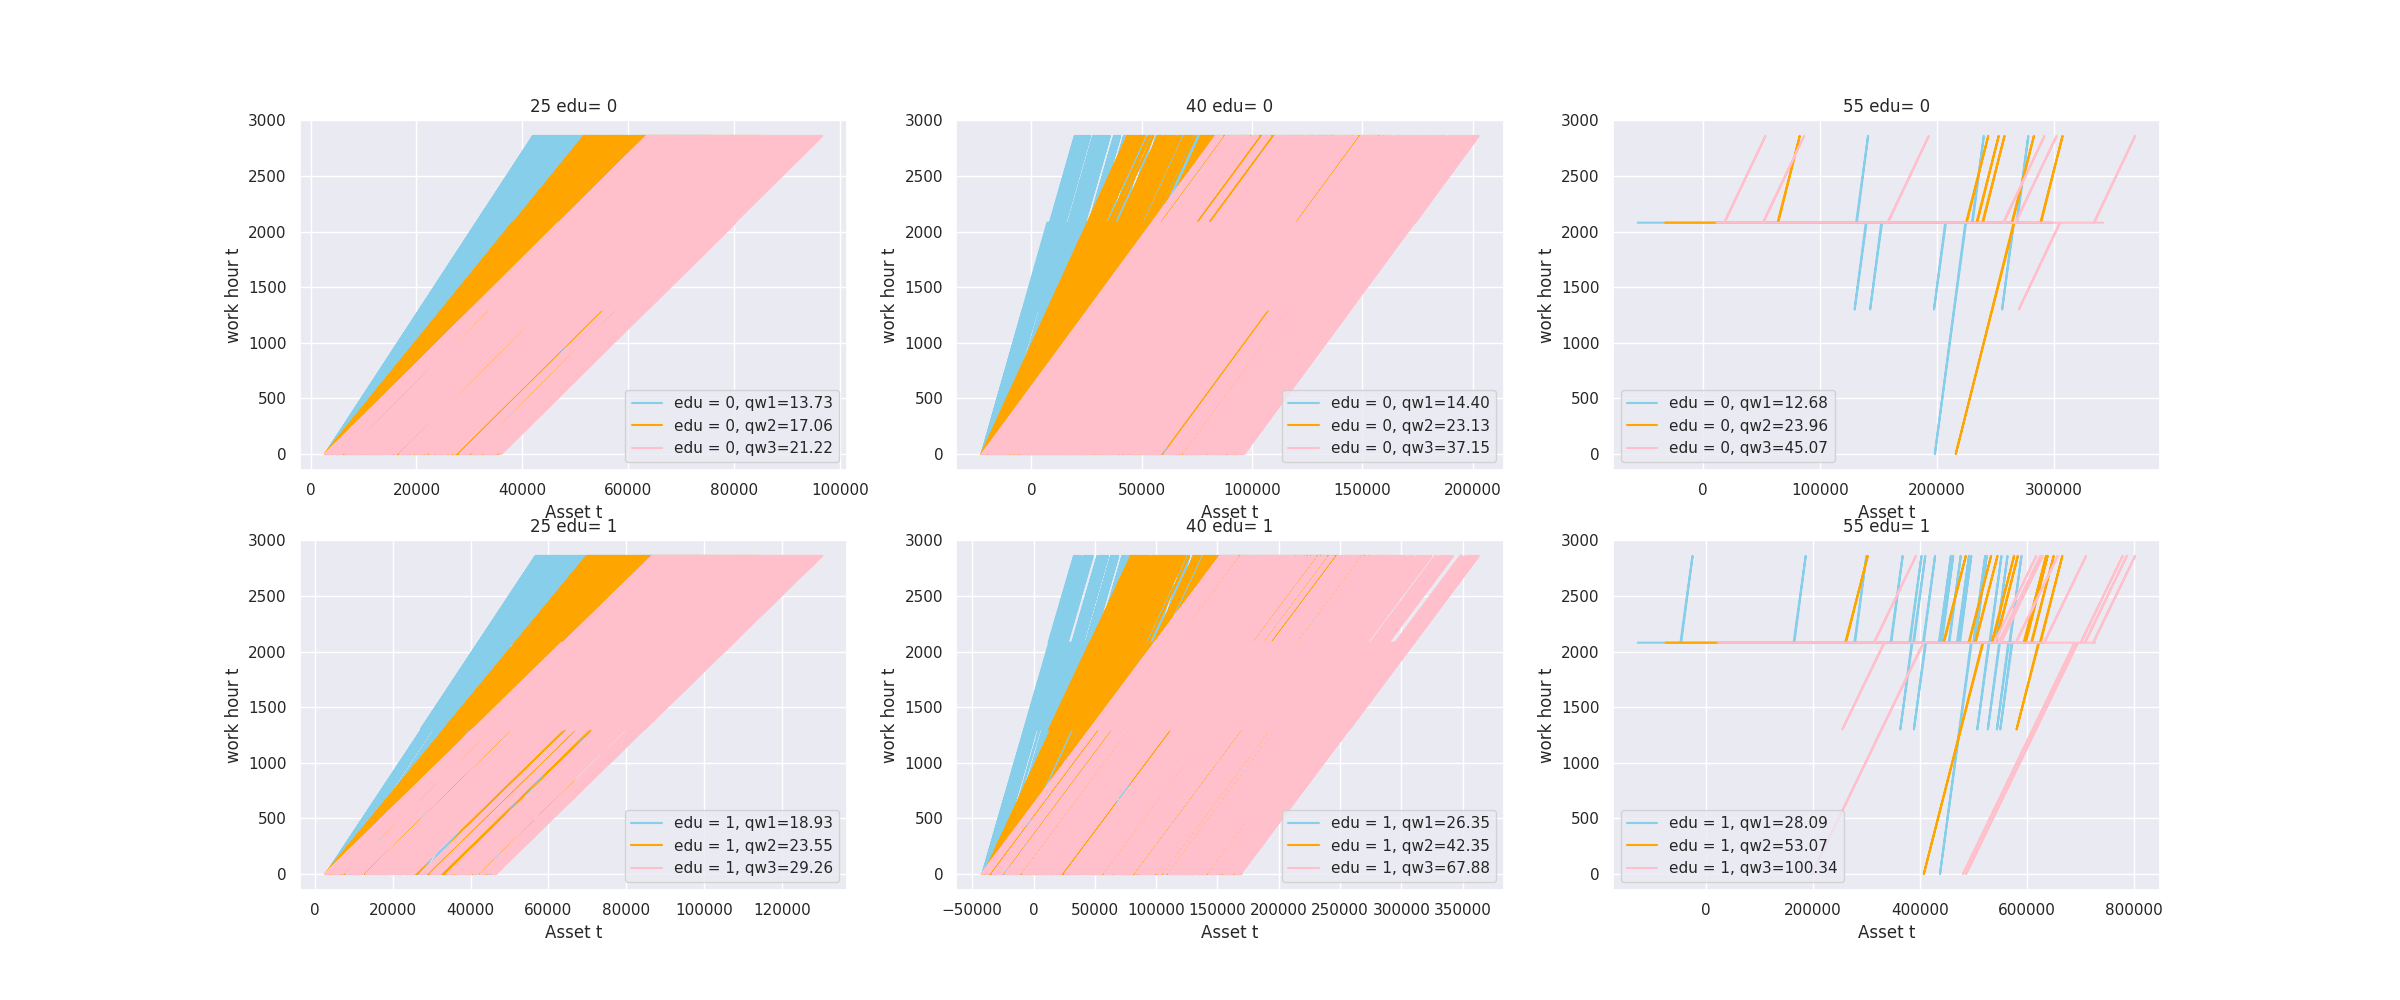 25 edu= 0
3000
2500
2000
1500
1000
500
0
work hour t
0 20000 40000 60000 80000 100000
Asset t
edu = 0, qw1=13.73
edu = 0, qw2=17.06
edu = 0, qw3=21.22
40 edu= 0
3000
2500
2000
1500
1000
500
0
work hour t
0 50000 100000 150000 200000
Asset t
edu = 0, qw1=14.40
edu = 0, qw2=23.13
edu = 0, qw3=37.15
55 edu= 0
3000
2500
2000
1500
1000
500
0
work hour t
0 100000 200000 300000
Asset t
edu = 0, qw1=12.68
edu = 0, qw2=23.96
edu = 0, qw3=45.07
25 edu= 1
3000
2500
2000
1500
1000
500
0
work hour t
0 20000 40000 60000 80000 100000 120000
Asset t
edu = 1, qw1=18.93
edu = 1, qw2=23.55
edu = 1, qw3=29.26
40 edu= 1
3000
2500
2000
1500
1000
500
0
work hour t
−50000 0 50000 100000 150000 200000 250000 300000 350000
Asset t
edu = 1, qw1=26.35
edu = 1, qw2=42.35
edu = 1, qw3=67.88
55 edu= 1
3000
2500
2000
1500
1000
500
0
work hour t
0 200000 400000 600000 800000
Asset t
edu = 1, qw1=28.09
edu = 1, qw2=53.07
edu = 1, qw3=100.34